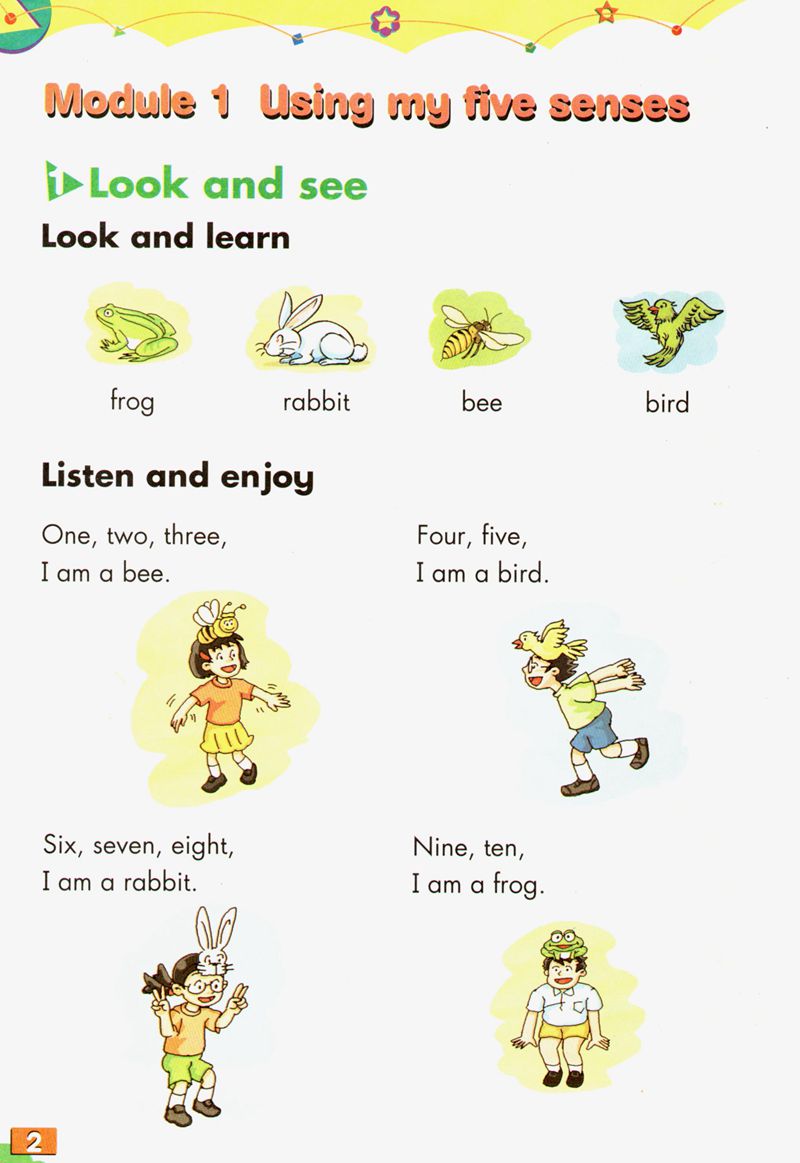 Module 1 Using my five senses
1 Look and see
Look and learn
frog rabbit bee bird
Listen and enjoy
One, two, three,
I am a bee.
Four, five,
I am a bird.
Six, seven, eight,
I am a rabbit.
Nine, ten,
I am a frog.
2